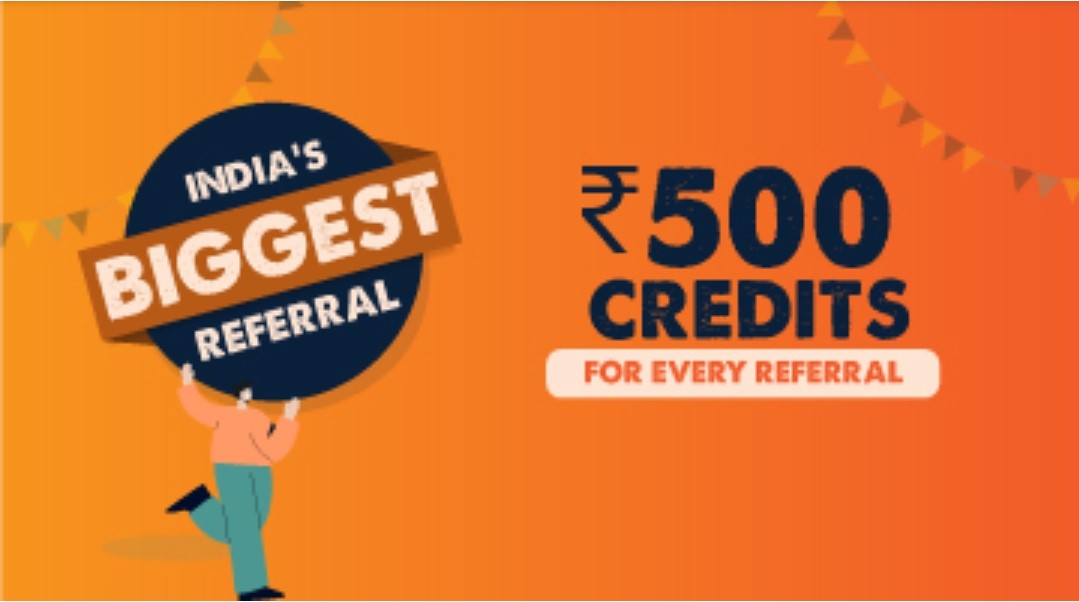 INDIA'S
BIGGEST
REFERRAL
₹500
CREDITS
FOR EVERY REFERRAL